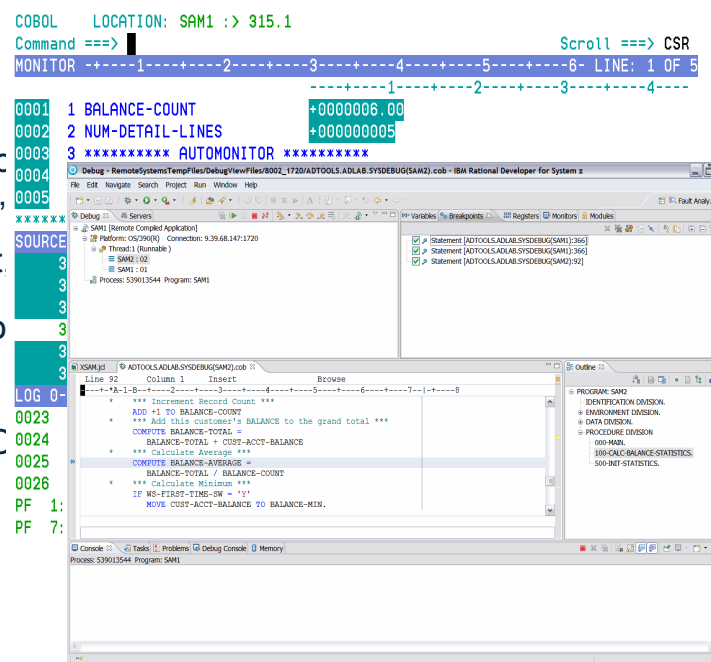 COBOL LOCATION: SAM1 :> 315.1
Command ===> Scroll ===> CSR
MONITOR -+----1----+----2----+----3----+----4----+----5----+----6- LINE: 1 OF 5
----+----1----+----2----+----3----+----4----
0001 1 BALANCE-COUNT +0000006.00
0002 2 NUM-DETAIL-LINES +000000005
0003 3 ********** AUTOMONITOR **********
0004
0005
******
SOURCE
3
3
3
3
3
3
LOG 0-
0023
0024
0025
0026
PF 1:
PF 7:
Debug - RemoteSystemsTempFiles/DebugViewFiles/8002_1720/ADTOOLS.ADLAB.SYSDEBUG(SAM2).cob - IBM Rational Developer for System z
File Edit Navigate Search Project Run Window Help
Fault Analy.
Debug Servers
SAM1 [Remote Compiled Application]
Platform: OS/390(R) Connection: 9.39.68.147:1720
Thread:1 (Runnable )
SAM2 : 02
SAM1 : 01
Process: 539013544 Program: SAM1
Variables Breakpoints Registers Monitors Modules
Statement [ADTOOLS.ADLAB.SYSDEBUG(SAM1):366]
Statement [ADTOOLS.ADLAB.SYSDEBUG(SAM1):366]
Statement [ADTOOLS.ADLAB.SYSDEBUG(SAM2):92]
XSAM.jcl ADTOOLS.ADLAB.SYSDEBUG(SAM2).cob
Line 92 Column 1 Insert Browse
----+-*A-1-B--+----2----+----3----+----4----+----5----+----6----+----7--|-+----8
* *** Increment Record Count ***
ADD +1 TO BALANCE-COUNT
* *** Add this customer's BALANCE to the grand total ***
COMPUTE BALANCE-TOTAL =
BALANCE-TOTAL + CUST-ACCT-BALANCE
* *** Calculate Average ***
COMPUTE BALANCE-AVERAGE =
BALANCE-TOTAL / BALANCE-COUNT
* *** Calculate Minimum ***
IF WS-FIRST-TIME-SW = 'Y'
MOVE CUST-ACCT-BALANCE TO BALANCE-MIN.
Outline
PROGRAM: SAM2
IDENTIFICATION DIVISION.
ENVIRONMENT DIVISION.
DATA DIVISION.
PROCEDURE DIVISION
000-MAIN.
100-CALC-BALANCE-STATISTICS.
500-INIT-STATISTICS.
Console Tasks Problems Debug Console Memory
Process: 539013544 Program: SAM1